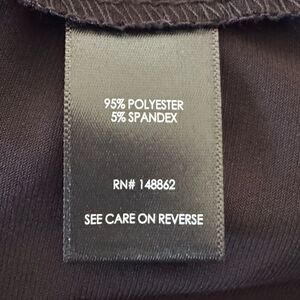 95% POLYESTER
5% SPANDEX
RN# 148862
SEE CARE ON REVERSE